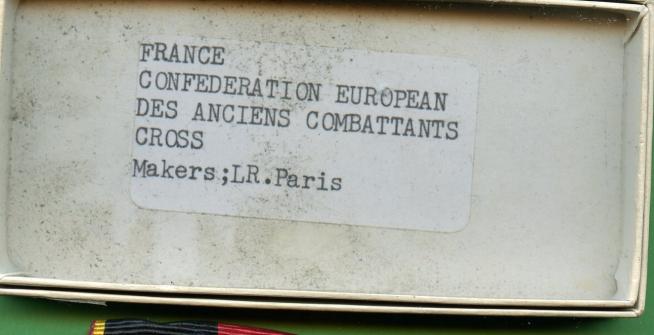 FRANCE
CONFEDERATION EUROPEAN
DES ANCIENS COMBATTANTS
CROSS
Makers;LR.Paris